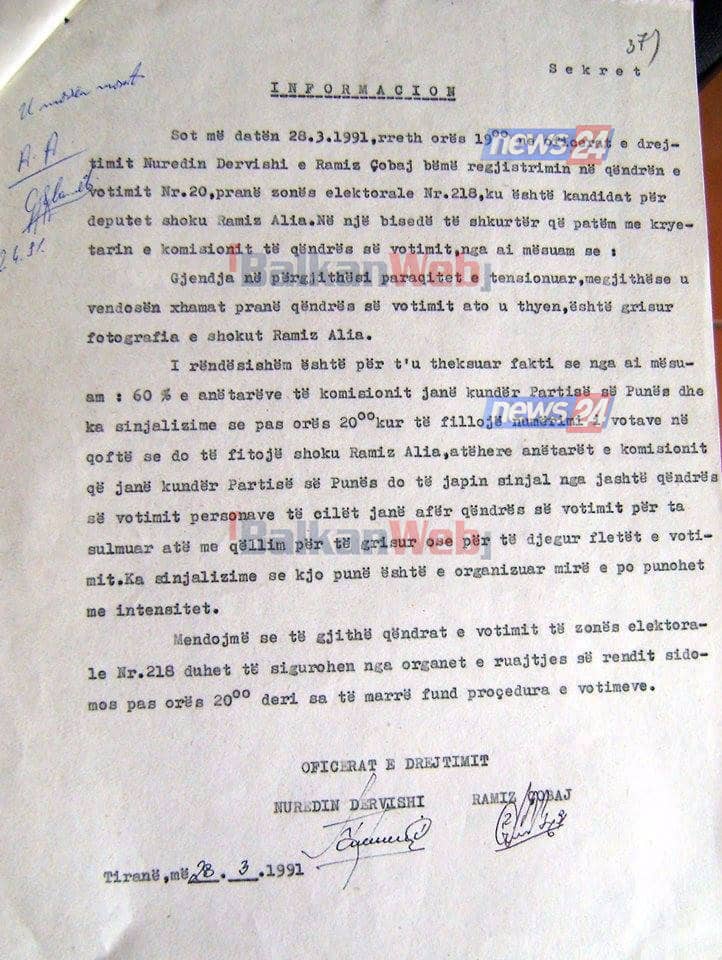 37)
Sekret
INFORMACION
A.A
Sot më datën 28.3.1991,rreth orës 19⁰⁰ ne oficerat e drej-
timit Nuredin Dervishi e Ramiz Çobaj bëmë regjistrimin në qëndrën e
votimit Nr.20,pranë zonës elektorale Nr.218,ku është kandidat për
deputet shoku Ramiz Alia.Në një bisedë të shkurtër që patëm me krye-
tarin e komisionit të qëndrës së votimit,nga ai mësuam se :
Gjendja në përgjithësi paraqitet e tensionuar,megjithëse u
vendosën xhamat pranë qëndrës së votimit ato u thyen,është grisur
fotografia e shokut Ramiz Alia.
I rëndësishëm është për t'u theksuar fakti se nga ai mësu-
am : 60 % e anëtarëve të komisionit janë kundër Partisë së Punës dhe
ka sinjalizime se pas orës 20⁰⁰kur të fillojë numërimi i votave në
qoftë se do të fitojë shoku Ramiz Alia,atëhere anëtarët e komisionit
që janë kundër Partisë së Punës do të japin sinjal nga jashtë qëndrës
së votimit personave të cilët janë afër qëndrës së votimit për ta
sulmuar atë me qëllim për të grisur ose për të djegur fletët e voti-
mit.Ka sinjalizime se kjo punë është e organizuar mirë e po punohet
me intensitet.
Mendojmë se të gjithë qëndrat e votimit të zonës elektora-
le Nr.218 duhet të sigurohen nga organet e ruajtjes së rendit sido-
mos pas orës 20⁰⁰ deri sa të marrë fund proçedura e votimeve.
OFICERAT E DREJTIMIT
NUREDIN DERVISHI RAMIZ ÇOBAJ
Tiranë,më 28.3.1991
news24
BalkanWeb
news24
BalkanWeb